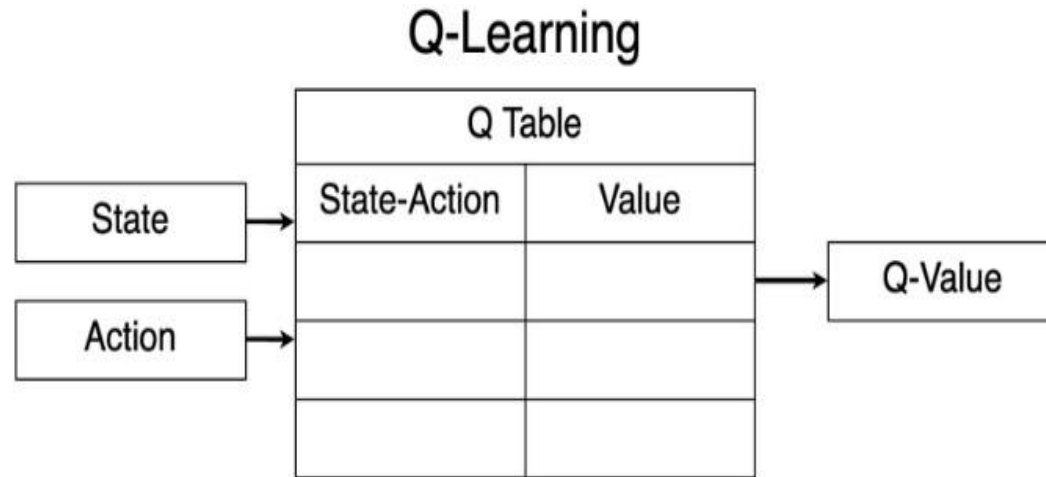 Q-Learning
Q Table
State-Action Value
State
Action
Q-Value